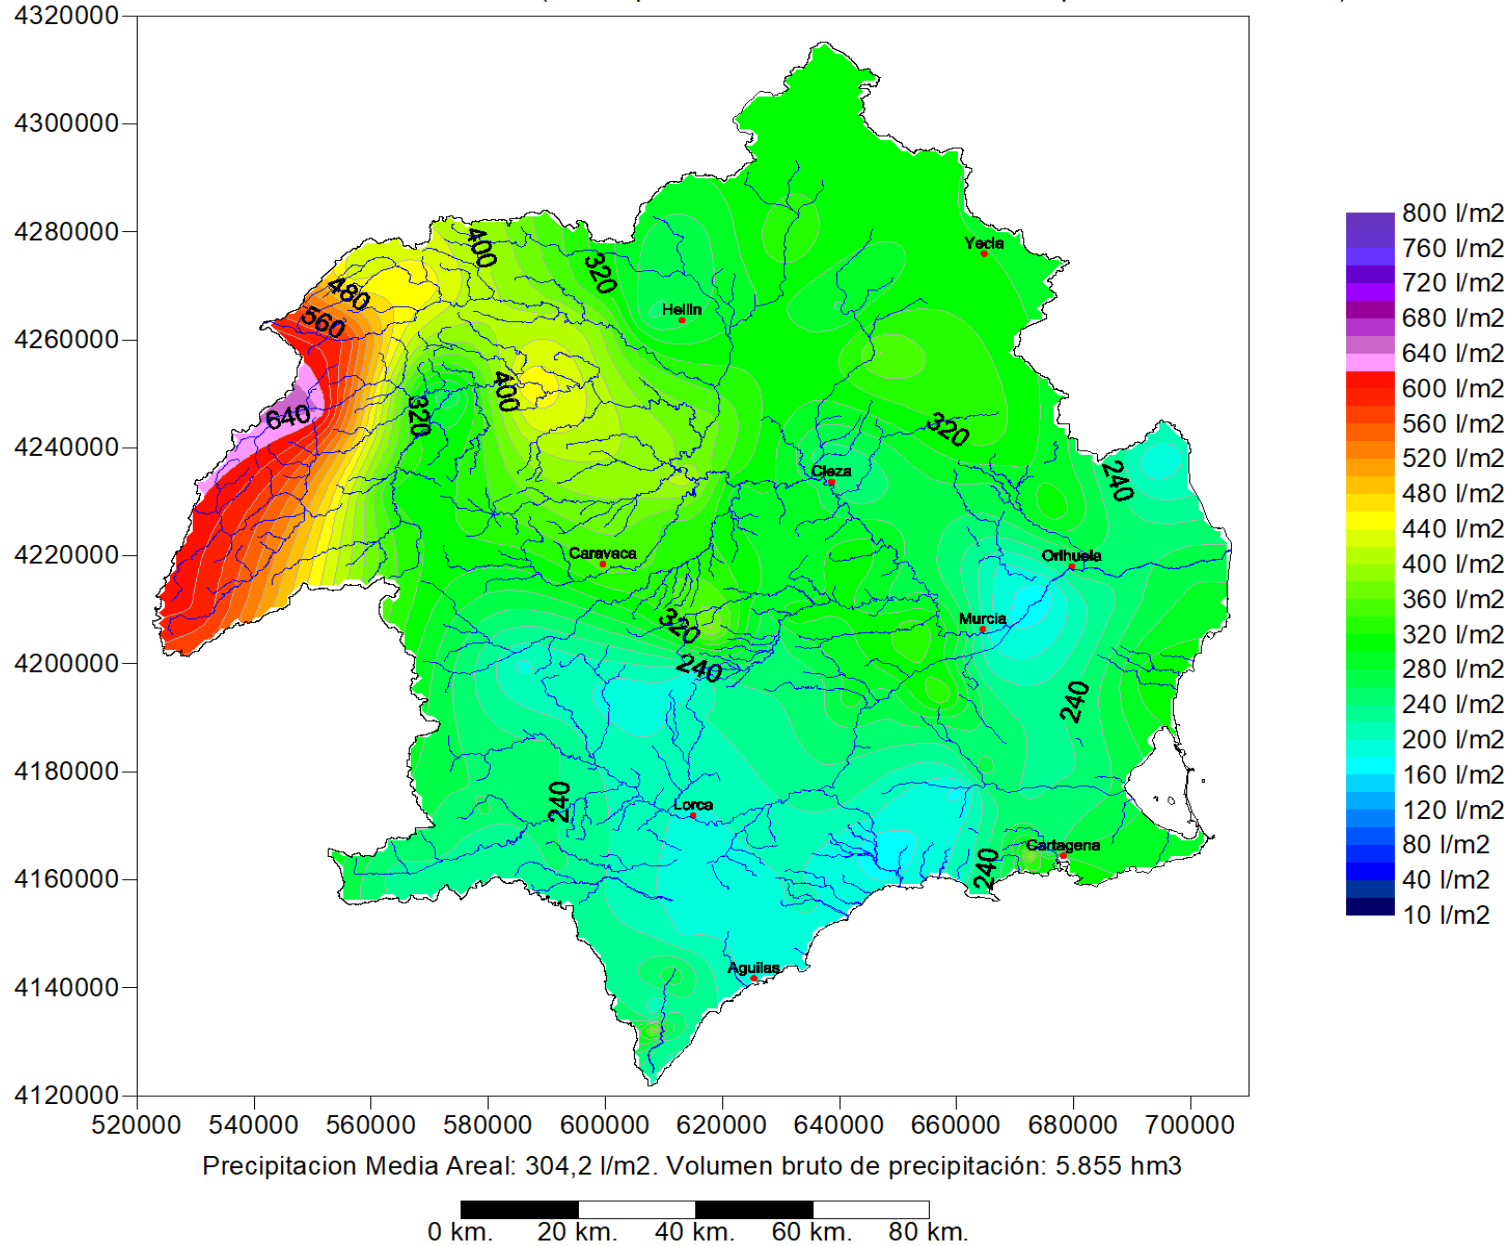 4320000
4300000
4280000
4260000
4240000
4220000
4200000
4180000
4160000
4140000
4120000
520000 540000 560000 580000 600000 620000 640000 660000 680000 700000
400
320
480
560
640
320
400
320
240
320
240
240
240
240
Yecla
Hellin
Cieza
Caravaca
Orihuela
Murcia
Lorca
Cartagena
Aguilas
800 l/m2
760 l/m2
720 l/m2
680 l/m2
640 l/m2
600 l/m2
560 l/m2
520 l/m2
480 l/m2
440 l/m2
400 l/m2
360 l/m2
320 l/m2
280 l/m2
240 l/m2
200 l/m2
160 l/m2
120 l/m2
80 l/m2
40 l/m2
10 l/m2
Precipitacion Media Areal: 304,2 l/m2. Volumen bruto de precipitación: 5.855 hm3
0 km. 20 km. 40 km. 60 km. 80 km.